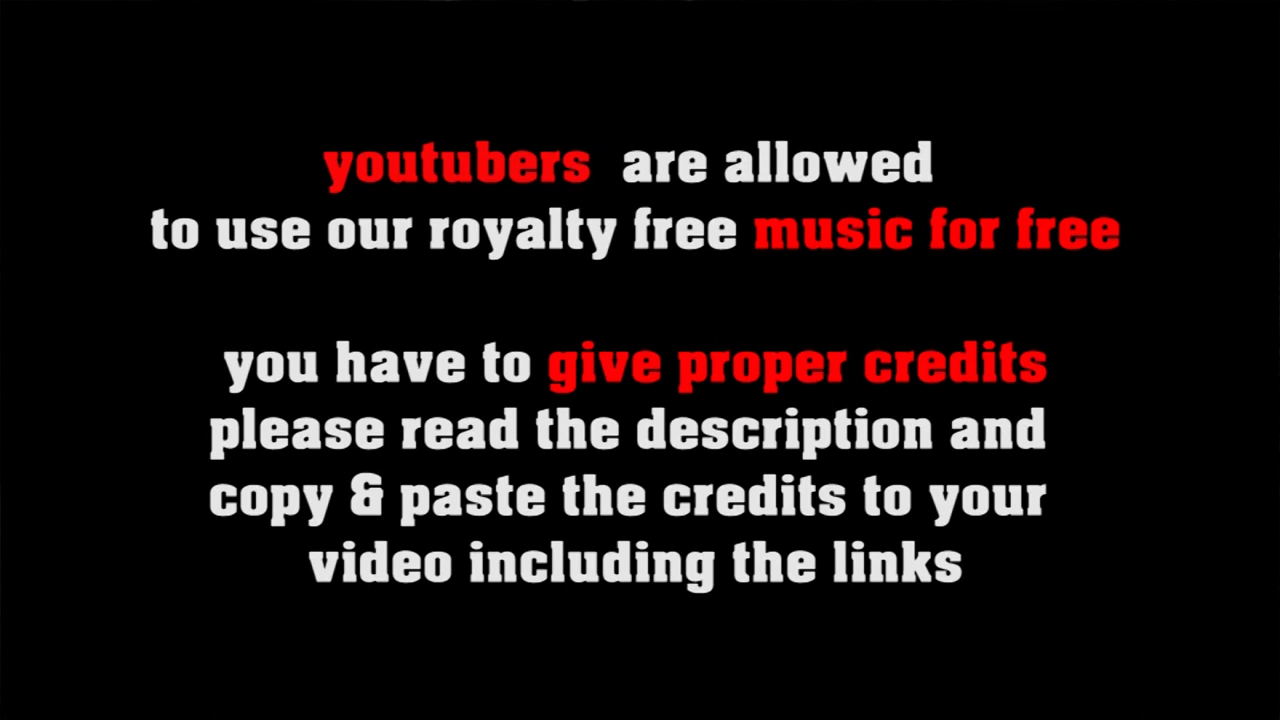 youtubers are allowed
to use our royalty free music for free
you have to give proper credits
please read the description and
copy & paste the credits to your
video including the links